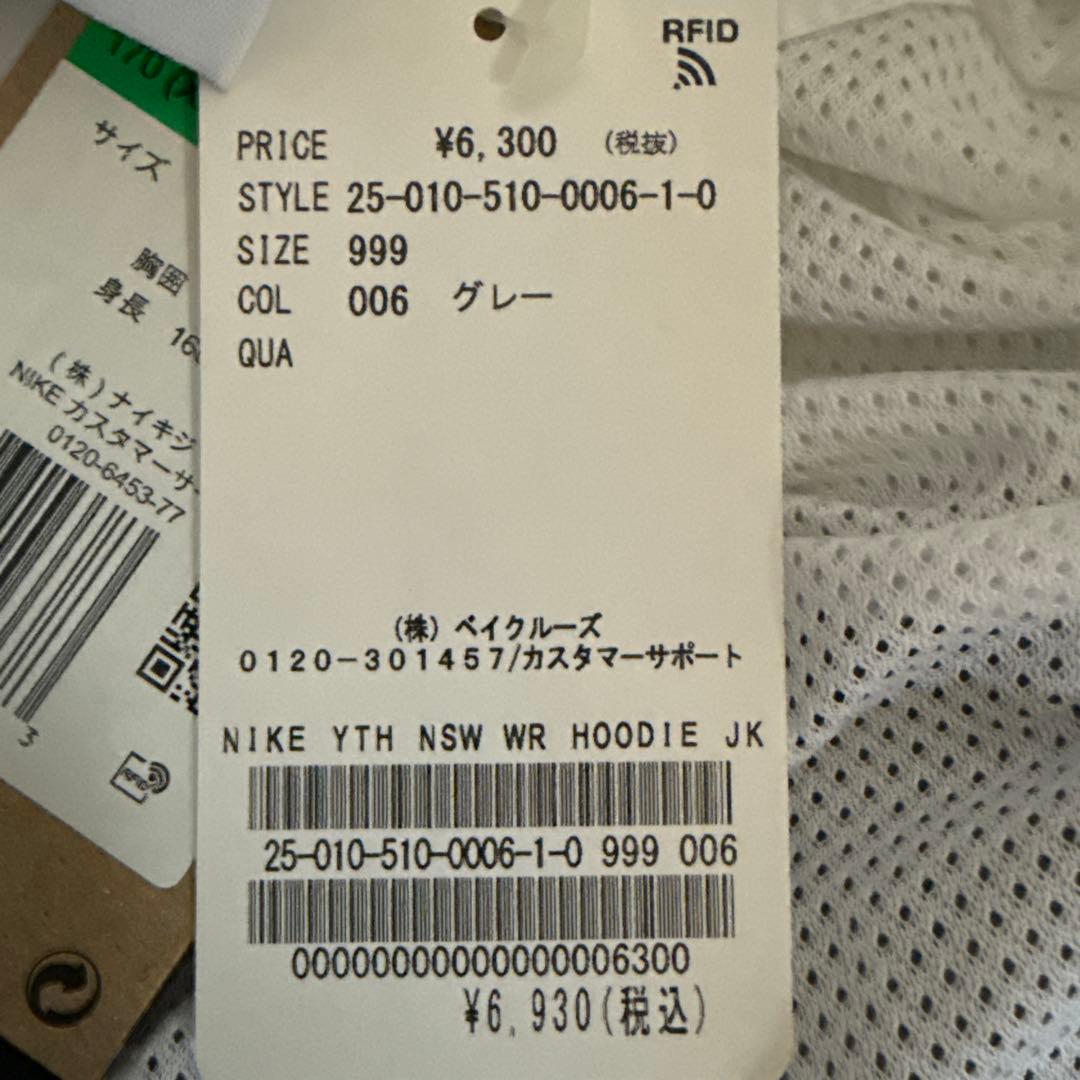 RFID
PRICE ¥6,300 (税抜)
STYLE 25-010-510-0006-1-0
SIZE 999
COL 006 グレー
QUA
(株) ベイクルーズ
0120-301457/カスタマーサポート
NIKE YTH NSW WR HOODIE JK
25-010-510-0006-1-0 999 006
00000000000000006300
¥6,930(税込)
サイズ
胸囲
身長 16
(株)ナイキジ
NIKEカスタマーサ
0120-6453-77
3
RFID